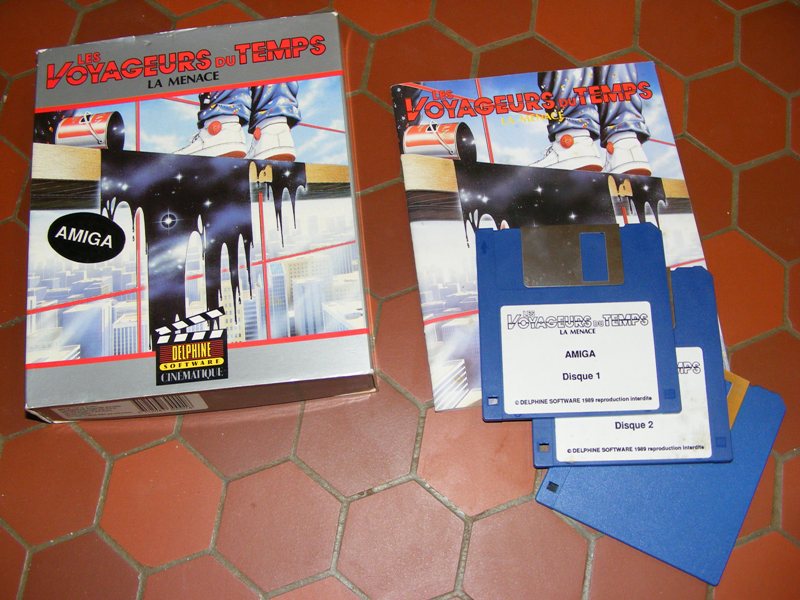 LES
VOYAGEURS DU TEMPS
LA MENACE
AMIGA
DELPHINE
SOFTWARE
CINEMATIQUE
LES
VOYAGEURS DU TEMPS
LA MENACE
LES
VOYAGEURS DU TEMPS
LA MENACE
AMIGA
Disque 1
© DELPHINE SOFTWARE 1989 reproduction interdite
Disque 2
© DELPHINE SOFTWARE 1989 reproduction interdite